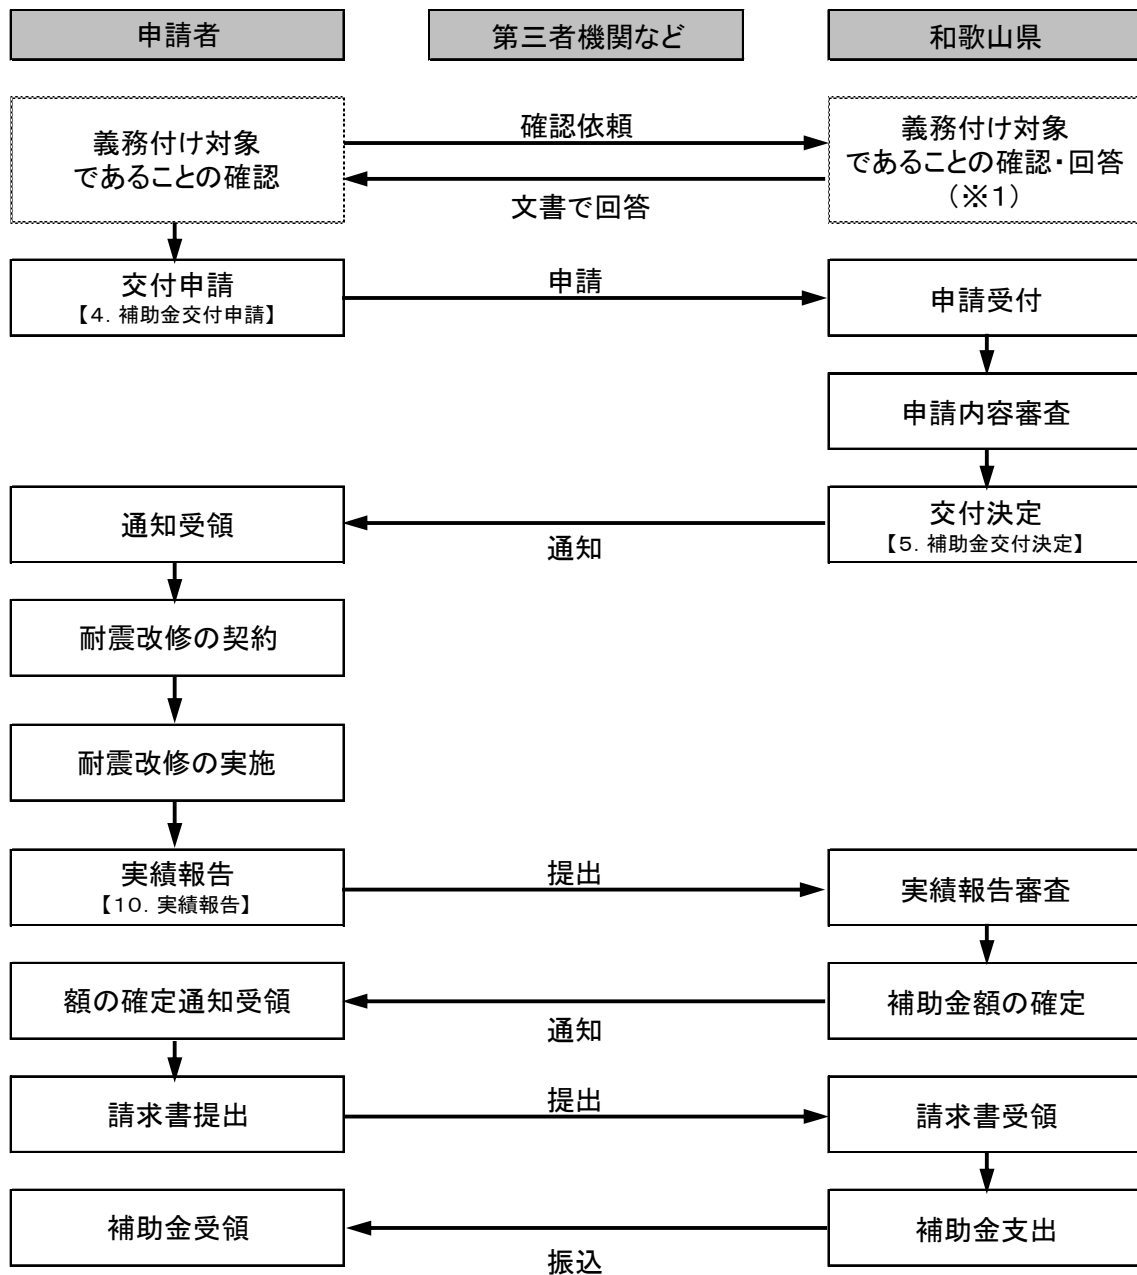 申請者
第三者機関など
和歌山県
義務付け対象
であることの確認
確認依頼
文書で回答
義務付け対象
であることの確認・回答
（※1）
交付申請
【4．補助金交付申請】
申請
申請受付
申請内容審査
通知受領
通知
交付決定
【5．補助金交付決定】
耐震改修の契約
耐震改修の実施
実績報告
【10．実績報告】
提出
実績報告審査
額の確定通知受領
通知
補助金額の確定
請求書提出
提出
請求書受領
補助金受領
振込
補助金支出